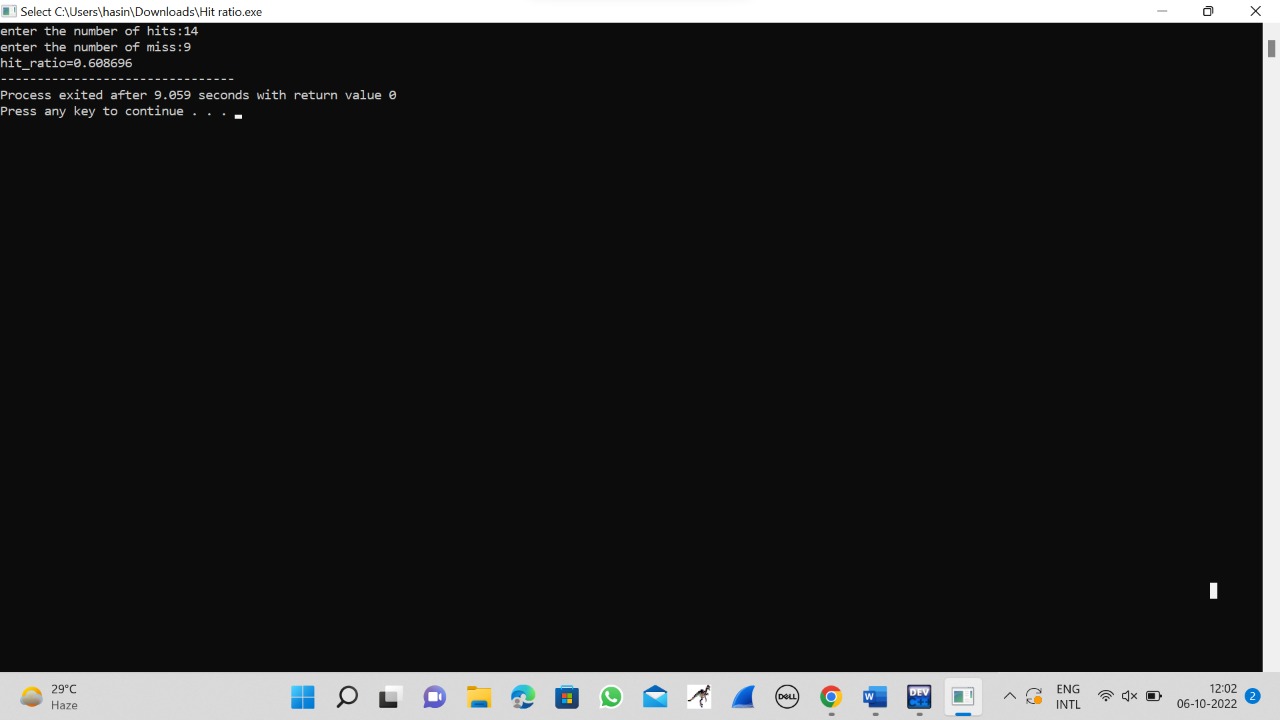 Select C:\Users\hasin\Downloads\Hit ratio.exe
enter the number of hits:14
enter the number of miss:9
hit_ratio=0.608696
--------------------------------
Process exited after 9.059 seconds with return value 0
Press any key to continue . . .
29°C
Haze
DELL
W
DEV
C++
ENG
INTL
12:02
06-10-2022
2